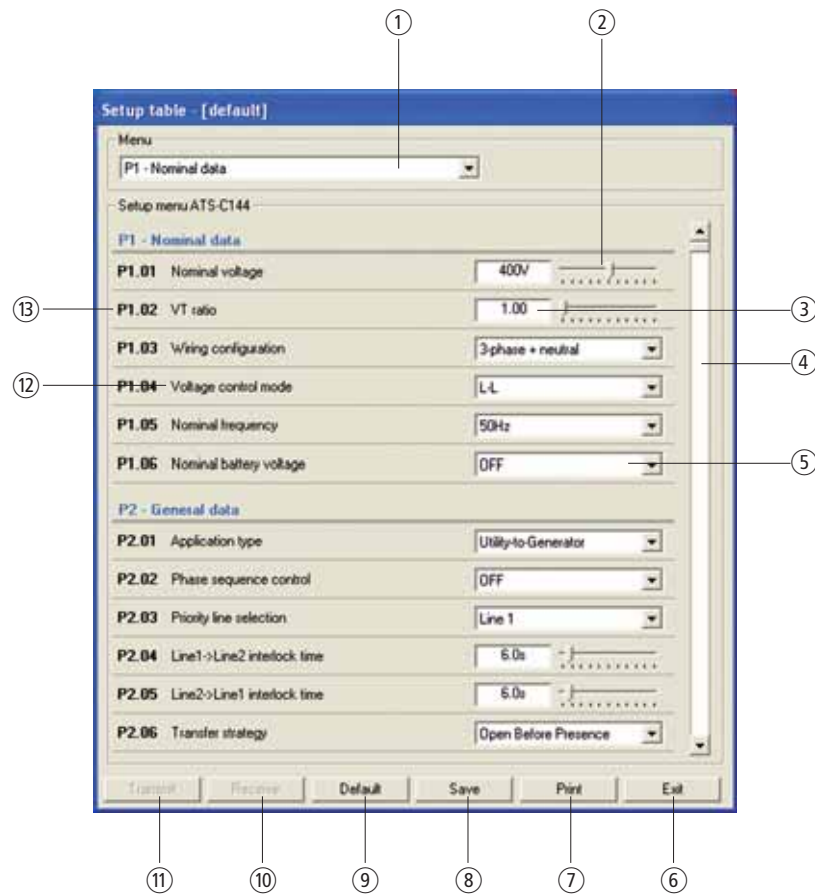 ① ②
Setup table - [default]
Menu
P1 - Nominal data
Setup menu ATS-C144
P1 - Nominal data
P1.01 Nominal voltage 400V
⑬ P1.02 VT ratio 1.00 ③
P1.03 Wiring configuration 3-phase + neutral
④
⑫ P1.04 Voltage control mode L-L
P1.05 Nominal frequency 50Hz
P1.06 Nominal battery voltage OFF ⑤
P2 - General data
P2.01 Application type Utility-to-Generator
P2.02 Phase sequence control OFF
P2.03 Priority line selection Line 1
P2.04 Line1->Line2 interlock time 6.0s
P2.05 Line2->Line1 interlock time 6.0s
P2.06 Transfer strategy Open Before Presence
Transmit Receive Default Save Print Exit
⑪ ⑩ ⑨ ⑧ ⑦ ⑥